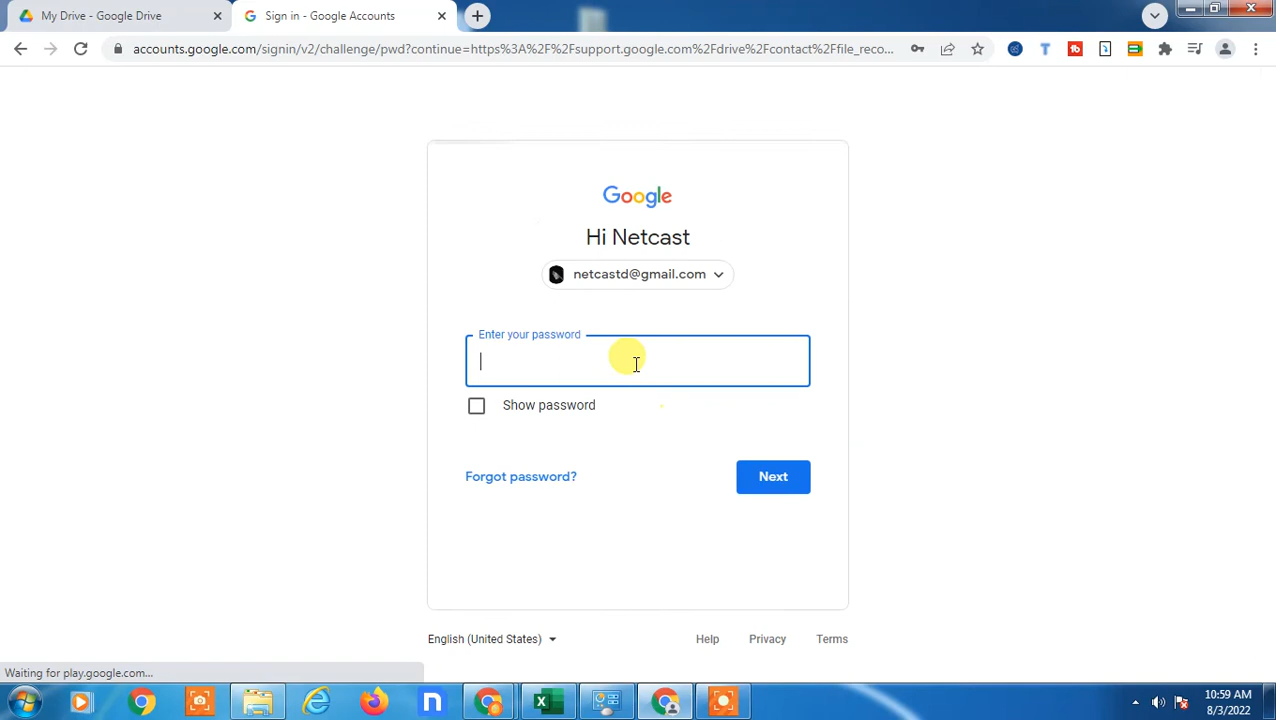 My Drive - Google Drive
Sign in - Google Accounts
accounts.google.com/signin/v2/challenge/pwd?continue=https%3A%2F%2Fsupport.google.com%2Fdrive%2Fcontact%2Ffile_reco...
Google
Hi Netcast
netcastd@gmail.com
Enter your password
Show password
Forgot password?
Next
English (United States)
Help
Privacy
Terms
Waiting for play.google.com...
10:59 AM
8/3/2022